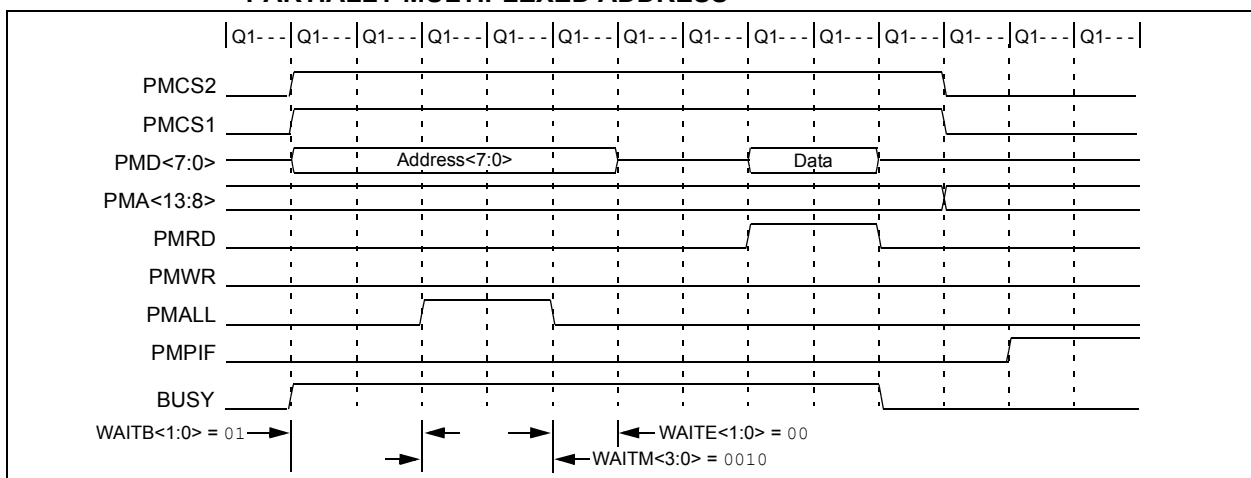 PARTIALLY MULTIPLEXED ADDRESS
Q1- - - Q1- - - Q1- - - Q1- - - Q1- - - Q1- - - Q1- - - Q1- - - Q1- - - Q1- - - Q1- - - Q1- - - Q1- - - Q1- - -
PMCS2
PMCS1
PMD<7:0> Address<7:0> Data
PMA<13:8>
PMRD
PMWR
PMALL
PMPIF
BUSY
WAITB<1:0> = 01 WAITE<1:0> = 00
WAITM<3:0> = 0010